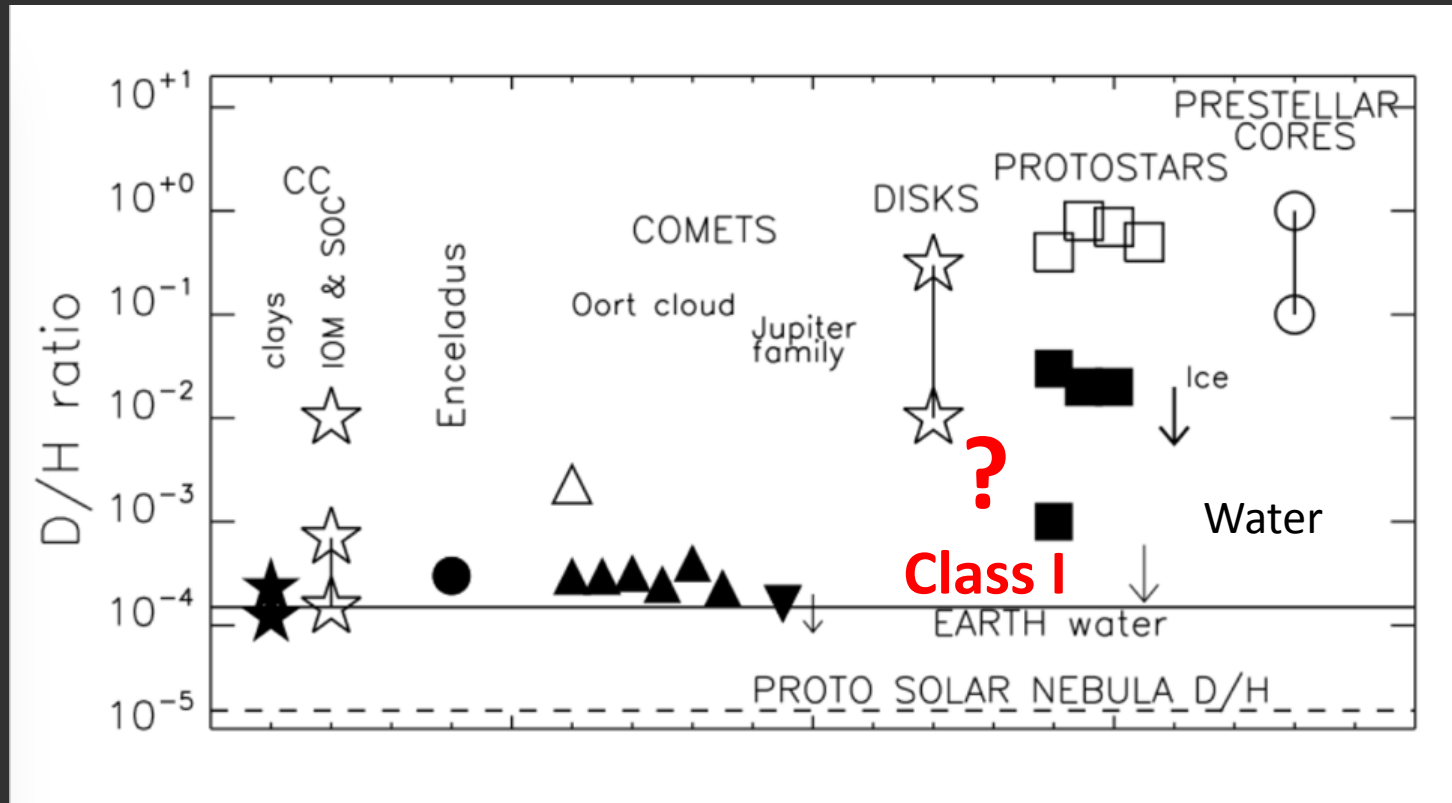 10+1
10+0
10-1
10-2
10-3
10-4
10-5
D/H ratio
CC
clays
IOM & SOC
Enceladus
COMETS
Oort cloud
Jupiter
family
DISKS
PROTOSTARS
PRESTELLAR
CORES
Ice
?
Class I
Water
EARTH water
PROTO SOLAR NEBULA D/H